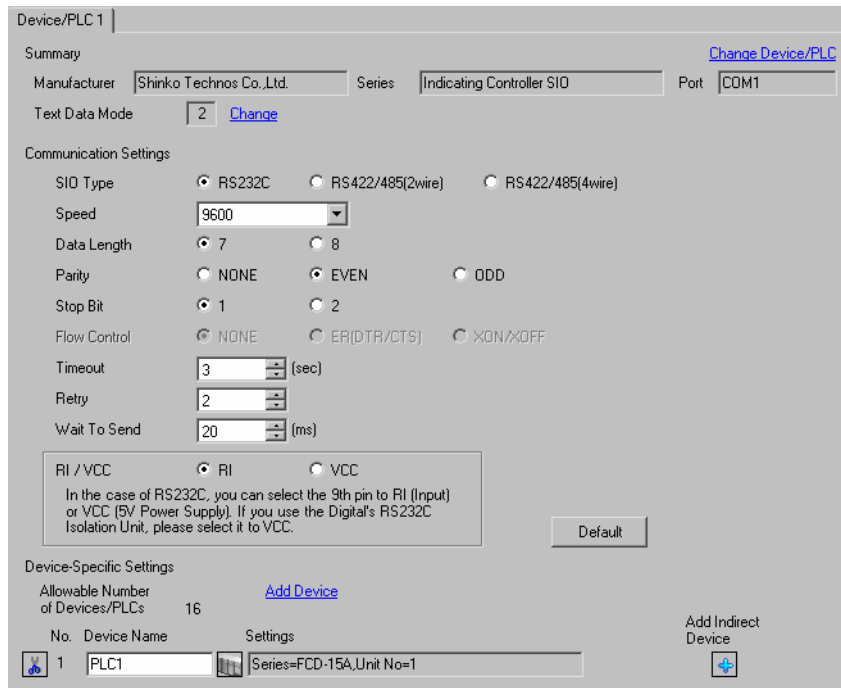 Device/PLC 1
Summary
Change Device/PLC
Manufacturer Shinko Technos Co.,Ltd. Series Indicating Controller SIO Port COM1
Text Data Mode 2 Change
Communication Settings
SIO Type RS232C RS422/485(2wire) RS422/485(4wire)
Speed 9600
Data Length 7 8
Parity NONE EVEN ODD
Stop Bit 1 2
Flow Control NONE ER(DTR/CTS) XON/XOFF
Timeout 3 (sec)
Retry 2
Wait To Send 20 (ms)
RI / VCC RI VCC
In the case of RS232C, you can select the 9th pin to RI (Input)
or VCC (5V Power Supply). If you use the Digital's RS232C
Isolation Unit, please select it to VCC.
Default
Device-Specific Settings
Allowable Number
of Devices/PLCs 16
Add Device
Add Indirect
Device
No. Device Name Settings
1 PLC1 Series=FCD-15A,Unit No=1